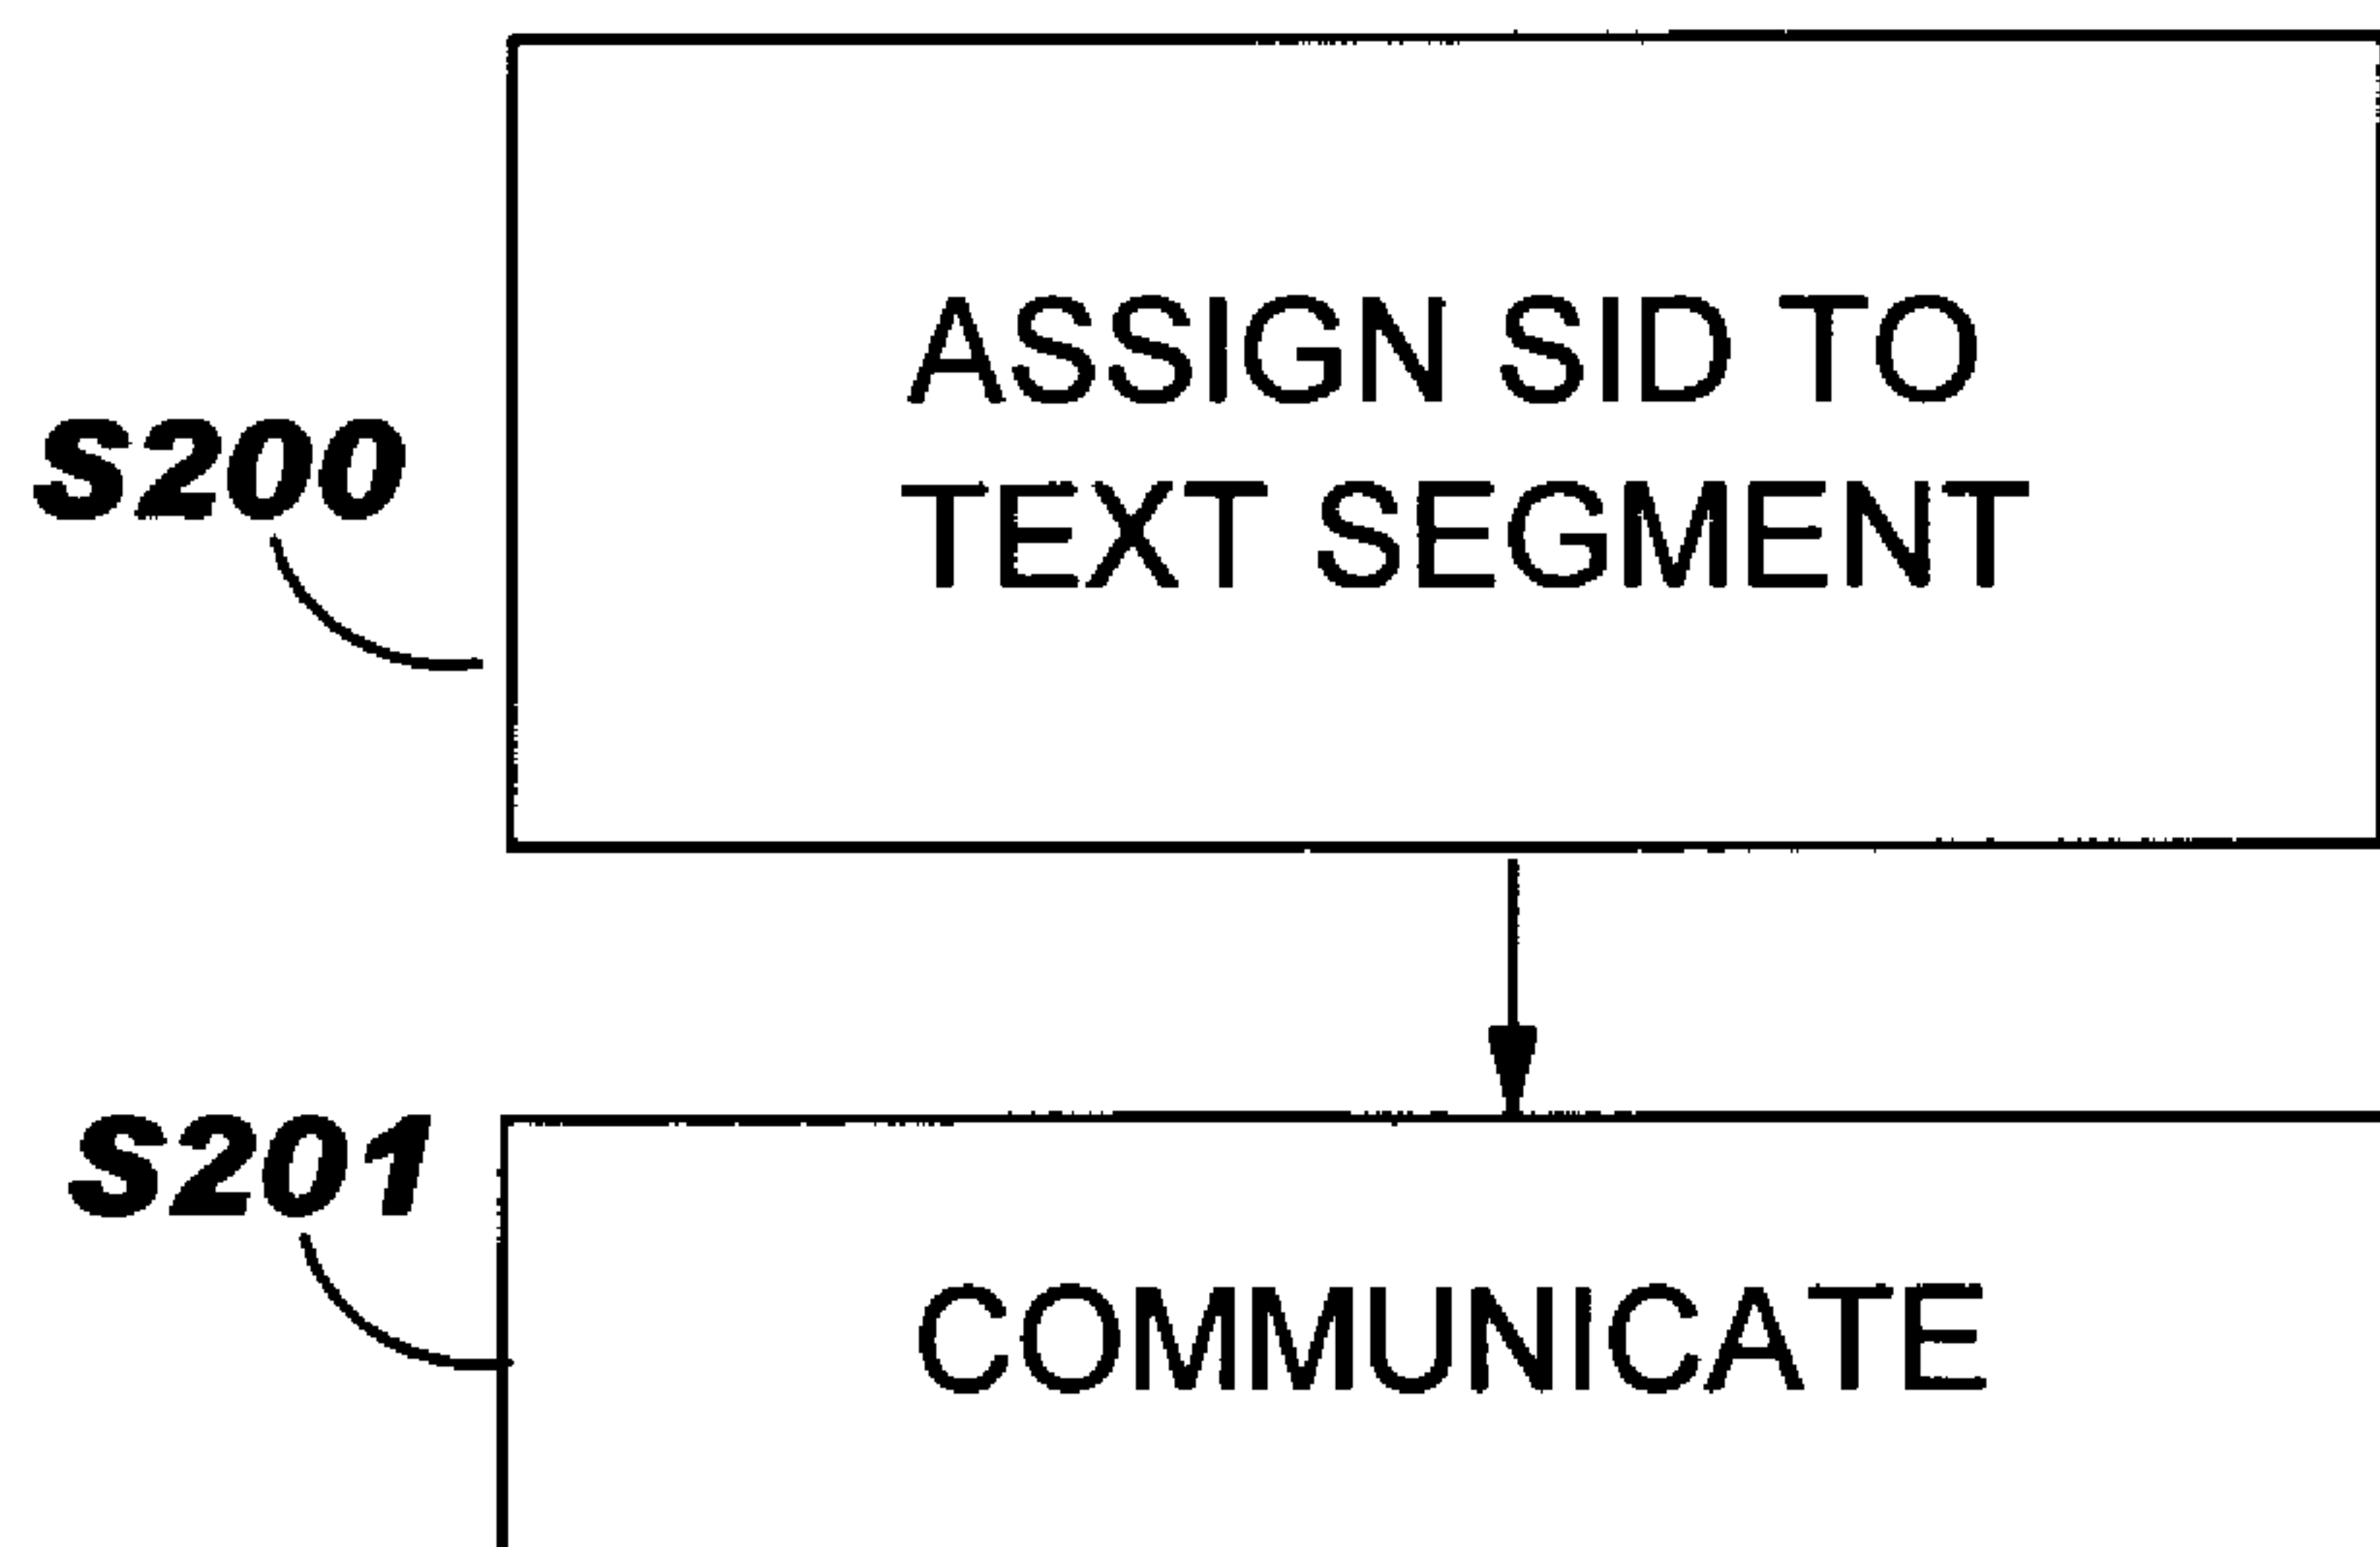 ASSIGN SID TO
S200
TEXT SEGMENT
S201
COMMUNICATE